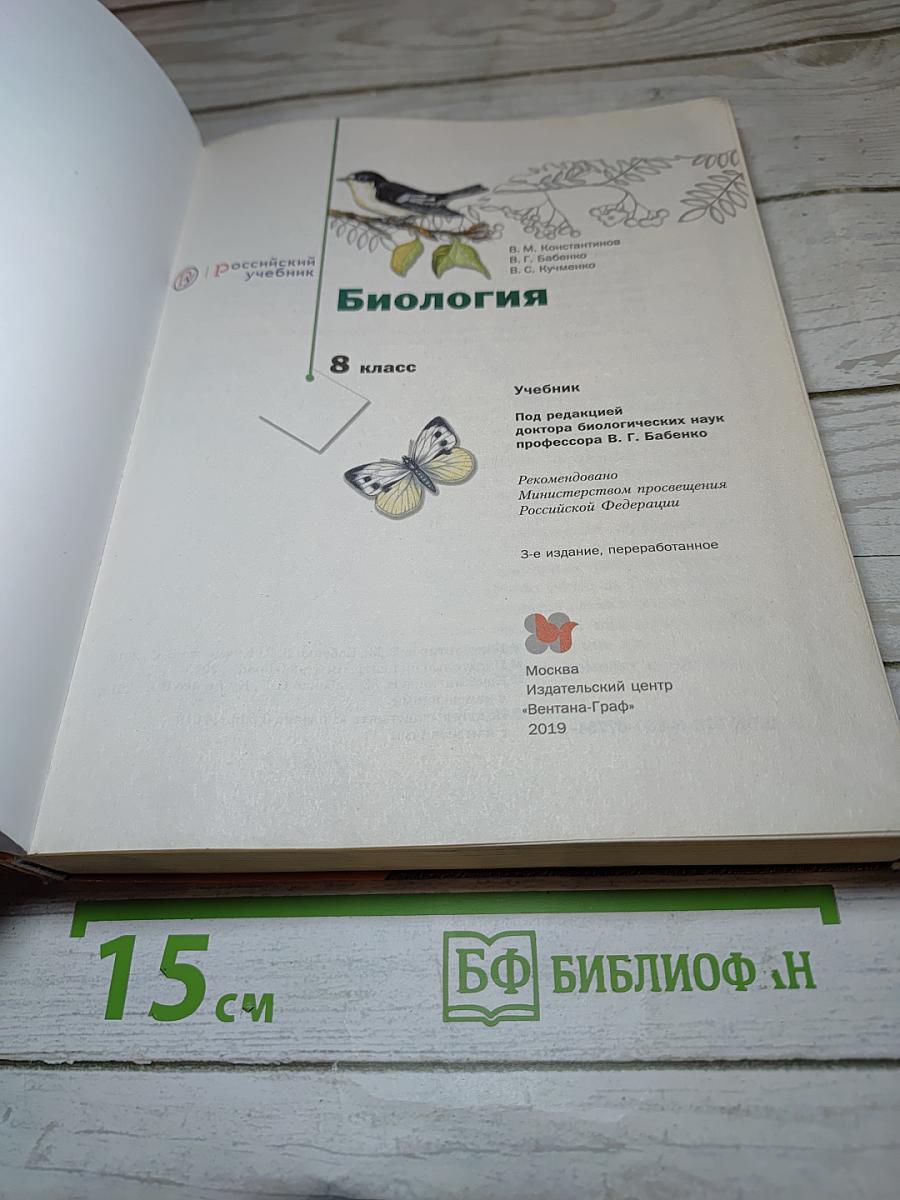 В. М. Константинов
В. Г. Бабенко
В. С. Кучменко
Российский
учебник
Биология
8 класс
Учебник
Под редакцией
доктора биологических наук
профессора В. Г. Бабенко
Рекомендовано
Министерством просвещения
Российской Федерации
3-е издание, переработанное
Москва
Издательский центр
«Вентана-Граф»
2019
15 см
БФ БИБЛИОФ